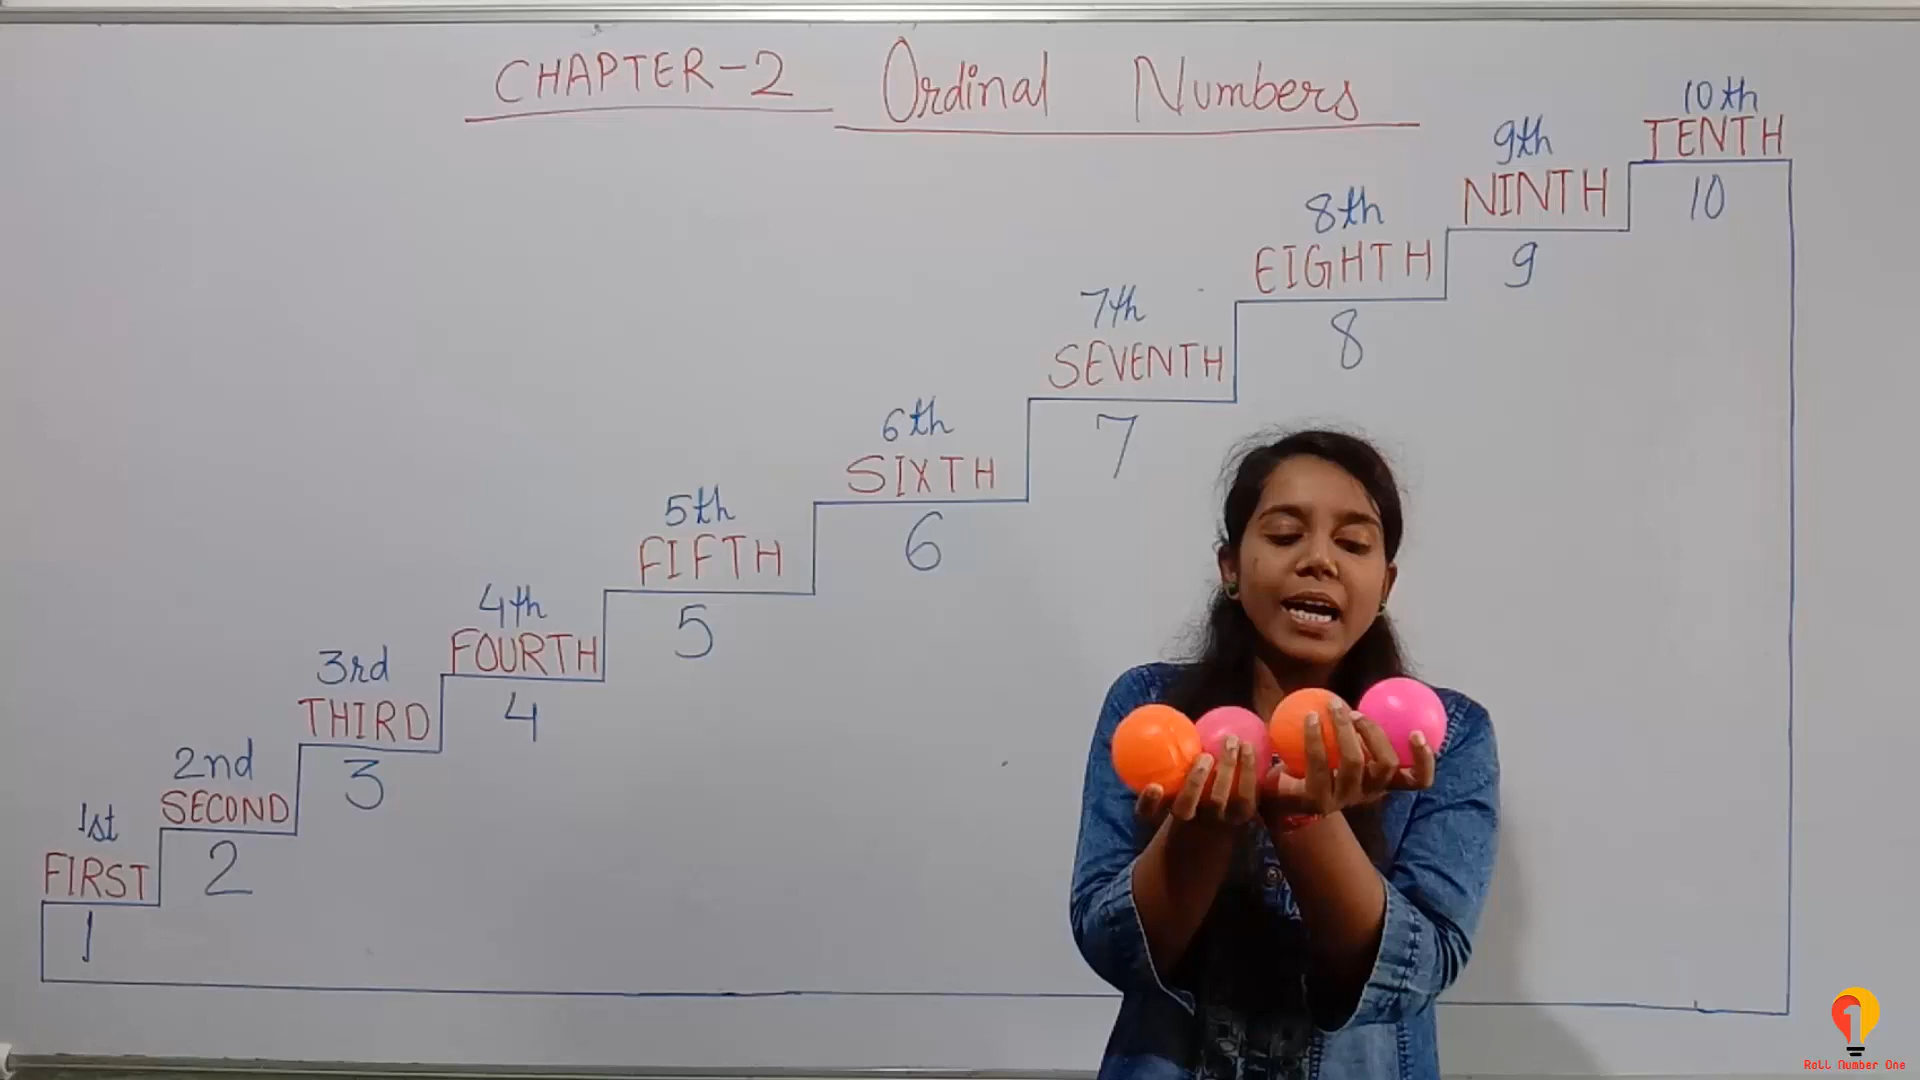 CHAPTER-2 Ordinal Numbers
1st
FIRST
1
2nd
SECOND
2
3rd
THIRD
3
4th
FOURTH
4
5th
FIFTH
5
6th
SIXTH
6
7th
SEVENTH
7
8th
EIGHTH
8
9th
NINTH
9
10th
TENTH
10
1
Roll Number One